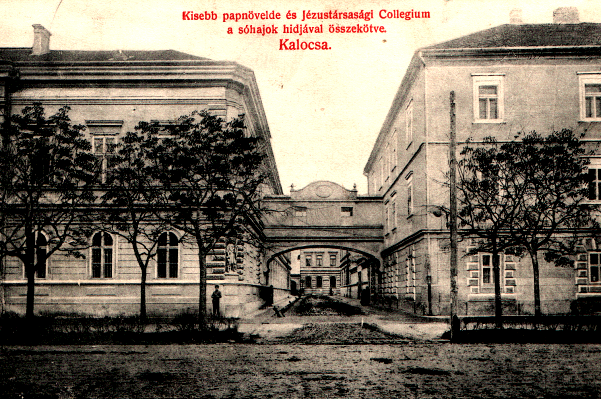 Kisebb papnövelde és Jézustársasági Collegium
a sóhajok hidjával összekötve.
Kalocsa.